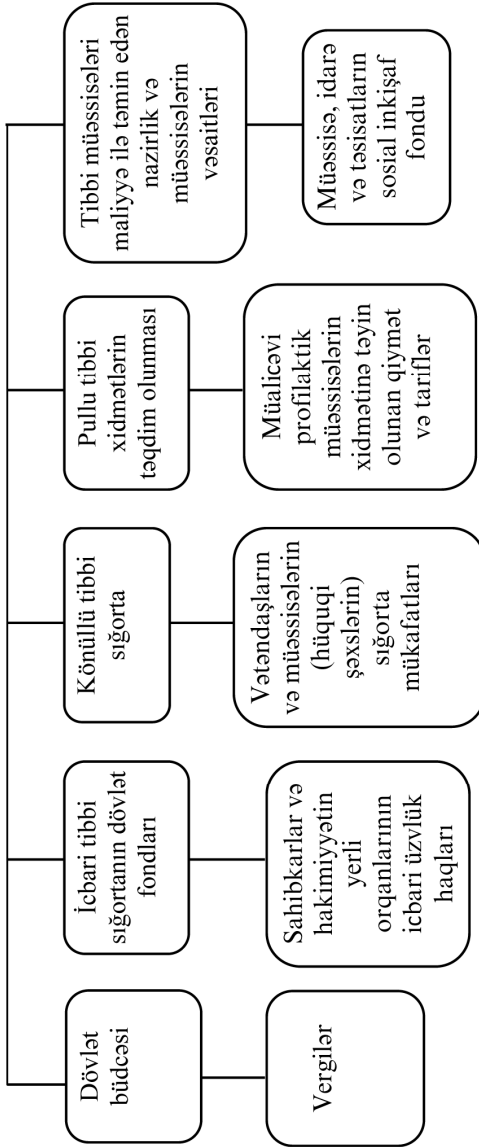 Dövlət
büdcəsi
İcbari tibbi
sığortanın dövlət
fondları
Könüllü tibbi
sığorta
Pullu tibbi
xidmətlərin
təqdim olunması
Tibbi müəssisələri
maliyyə ilə təmin edən
nazirlik və
müəssisələrin
vəsaitləri
Vergilər
Sahibkarlar və
hakimiyyətin
yerli
orqanlarının
icbari üzvlük
haqları
Vətəndaşların
və müəssisələrin
(hüquqi
şəxslərin)
sığorta
mükafatları
Müalicəvi
profilaktik
müəssisələrin
xidmətinə təyin
olunan qiymət
və tariflər
Müəssisə, idarə
və təsisatların
sosial inkişaf
fondu